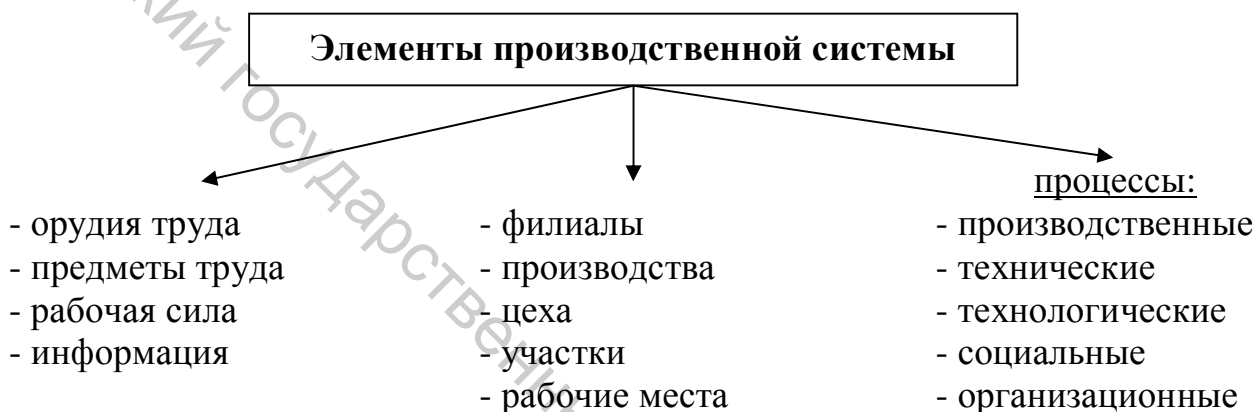 Элементы производственной системы
- орудия труда
- предметы труда
- рабочая сила
- информация
- филиалы
- производства
- цеха
- участки
- рабочие места
процессы:
- производственные
- технические
- технологические
- социальные
- организационные